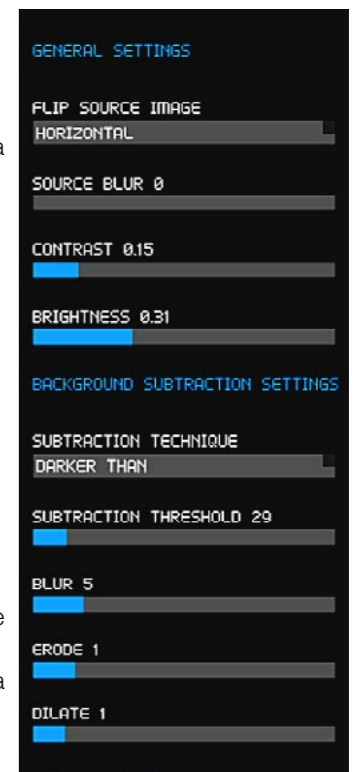 GENERAL SETTINGS
FLIP SOURCE IMAGE
HORIZONTAL
SOURCE BLUR 0
CONTRAST 0.15
BRIGHTNESS 0.31
BACKGROUND SUBTRACTION SETTINGS
SUBTRACTION TECHNIQUE
DARKER THAN
SUBTRACTION THRESHOLD 29
BLUR 5
ERODE 1
DILATE 1